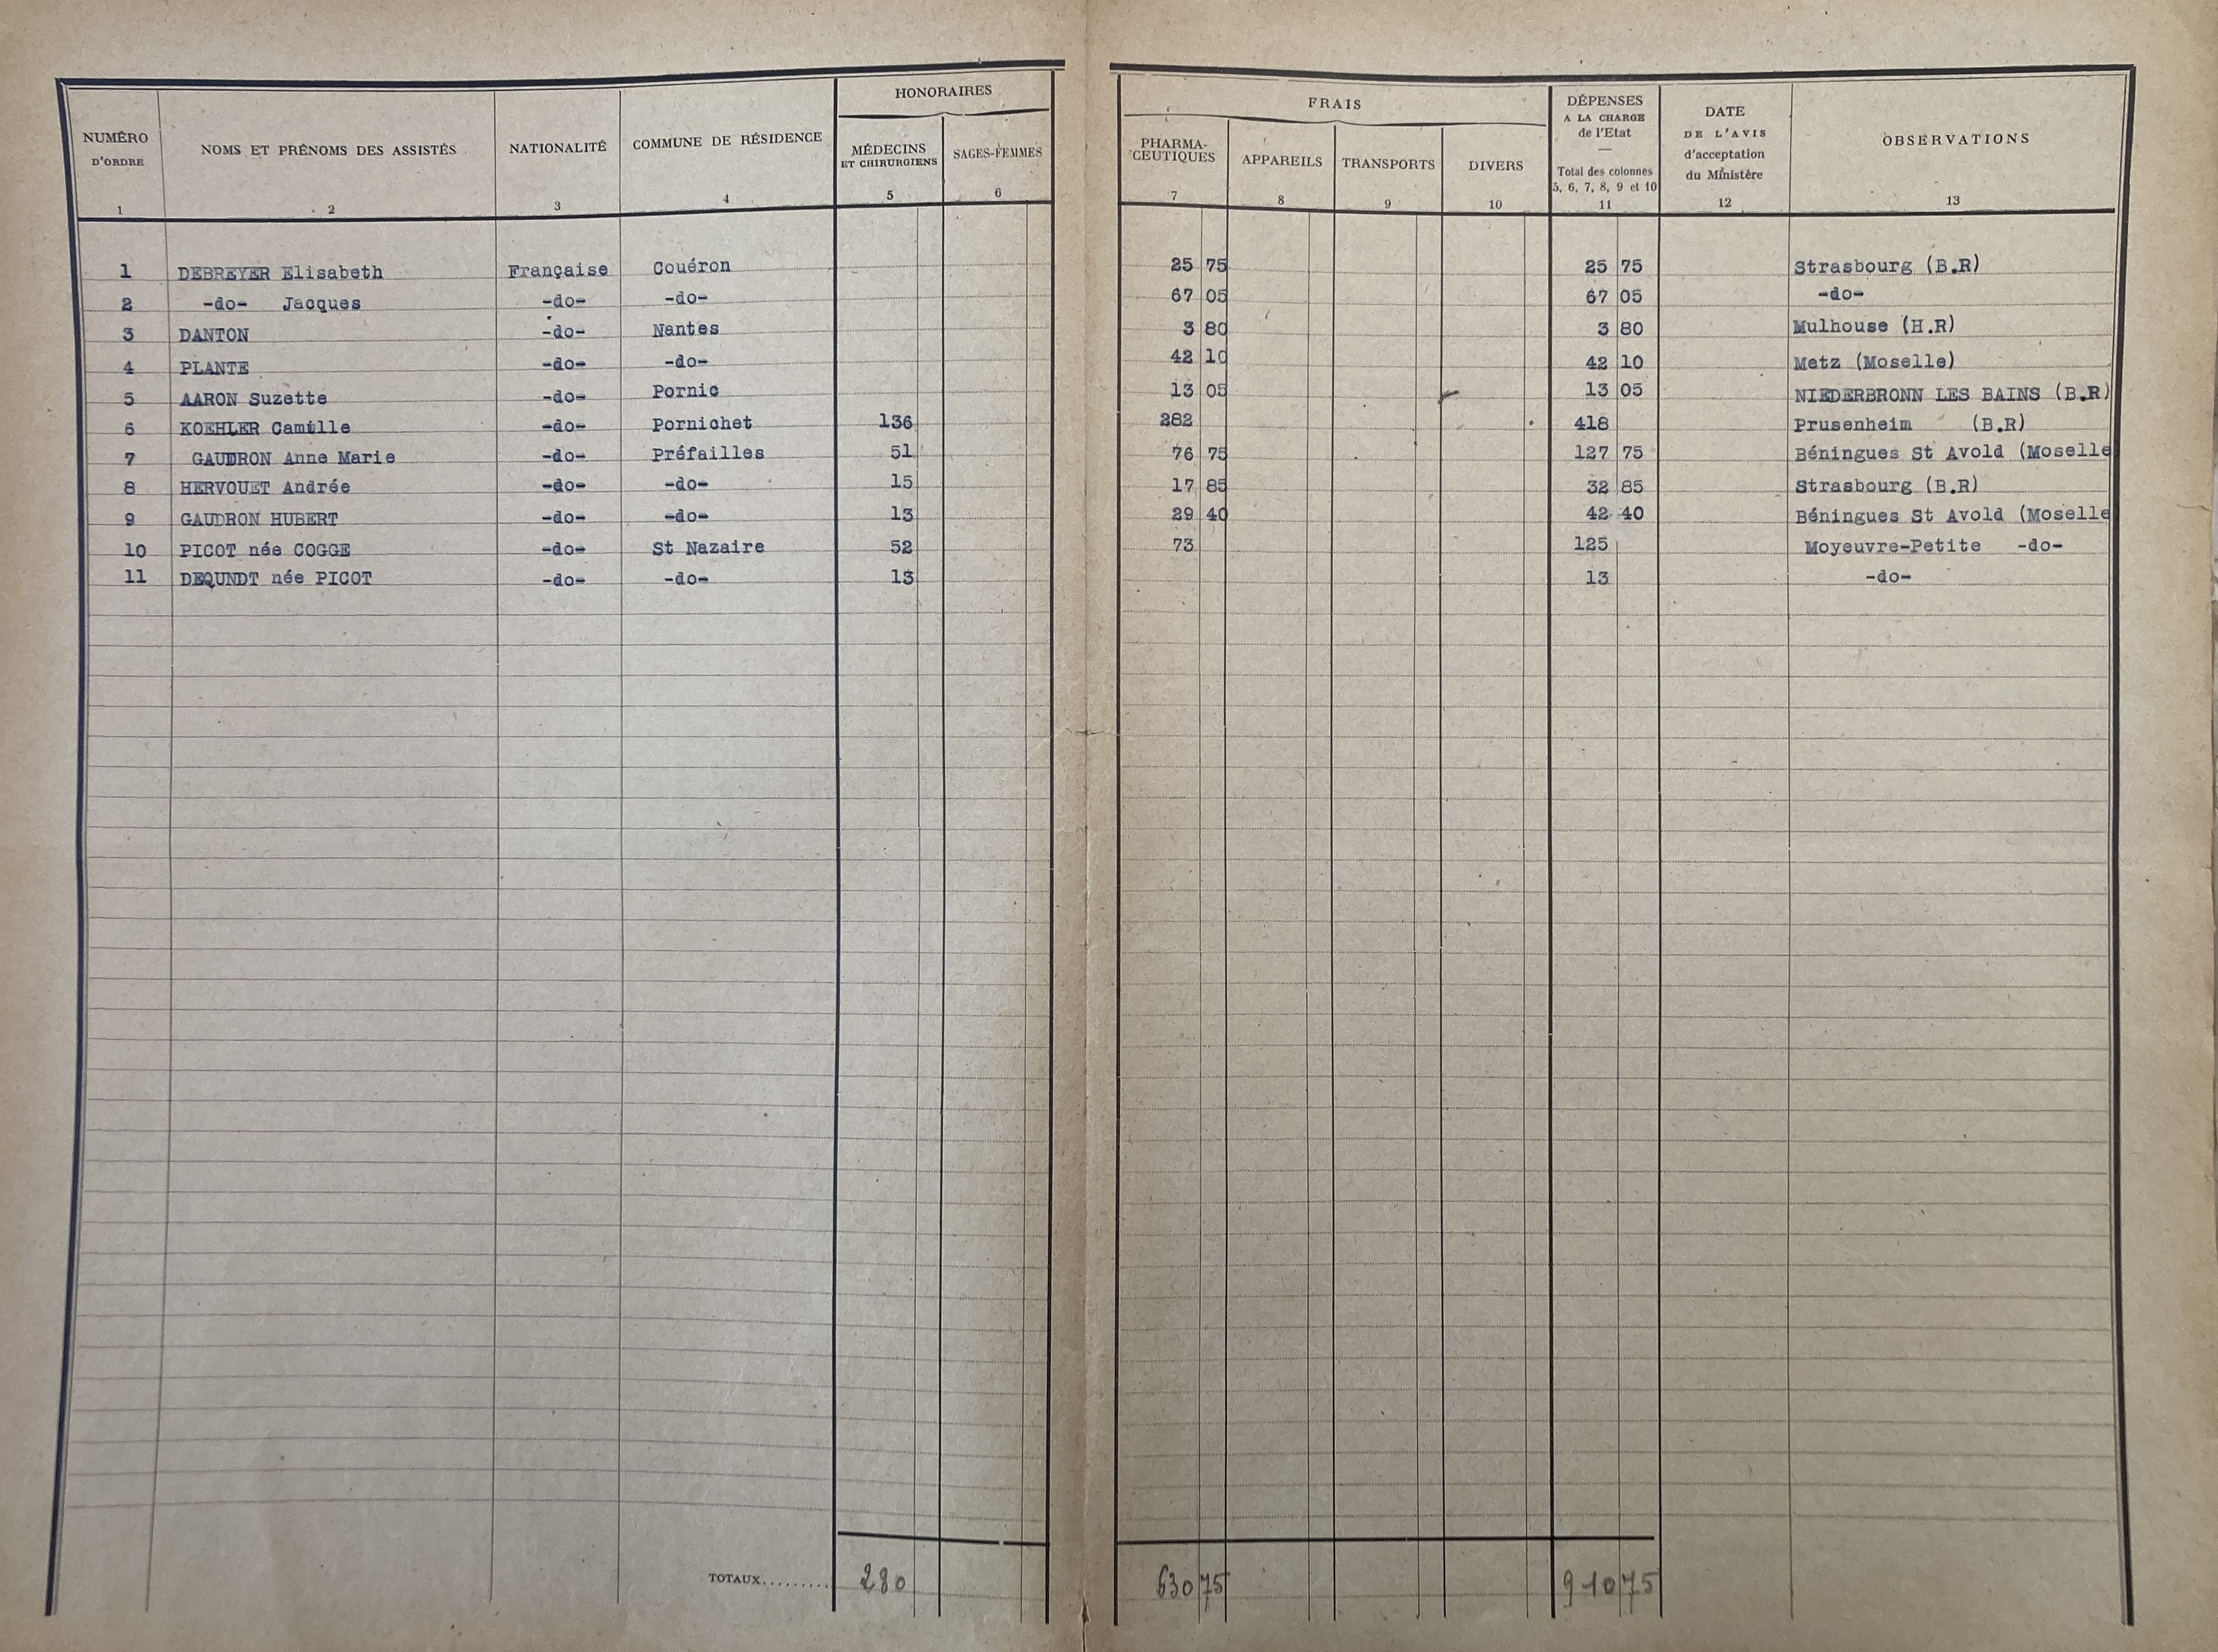 NUMÉRO D'ORDRE 1
NOMS ET PRÉNOMS DES ASSISTÉS 2
NATIONALITÉ 3
COMMUNE DE RÉSIDENCE 4
HONORAIRES
MÉDECINS ET CHIRURGIENS 5
SAGES-FEMMES 6
FRAIS
PHARMA-CEUTIQUES 7
APPAREILS 8
TRANSPORTS 9
DIVERS 10
DÉPENSES A LA CHARGE de l'Etat — Total des colonnes 5, 6, 7, 8, 9 et 10 11
DATE DE L'AVIS d'acceptation du Ministère 12
OBSERVATIONS 13
1 DEBREYER Elisabeth Française Couéron 25 75 25 75 Strasbourg (B.R)
2 -do- Jacques -do- -do- 67 05 67 05 -do-
3 DANTON -do- Nantes 3 80 3 80 Mulhouse (H.R)
4 PLANTE -do- -do- 42 10 42 10 Metz (Moselle)
5 AARON Suzette -do- Pornic 13 05 13 05 NIEDERBRONN LES BAINS (B.R)
6 KOEHLER Camille -do- Pornichet 136 282 418 Prusenheim (B.R)
7 GAUDRON Anne Marie -do- Préfailles 51 76 75 127 75 Béningues St Avold (Moselle
8 HERVOUET Andrée -do- -do- 15 17 85 32 85 Strasbourg (B.R)
9 GAUDRON HUBERT -do- -do- 13 29 40 42 40 Béningues St Avold (Moselle
10 PICOT née COGGE -do- St Nazaire 52 73 125 Moyeuvre-Petite -do-
11 DEQUNDT née PICOT -do- -do- 13 13 -do-
TOTAUX......... 280 630 75 910 75